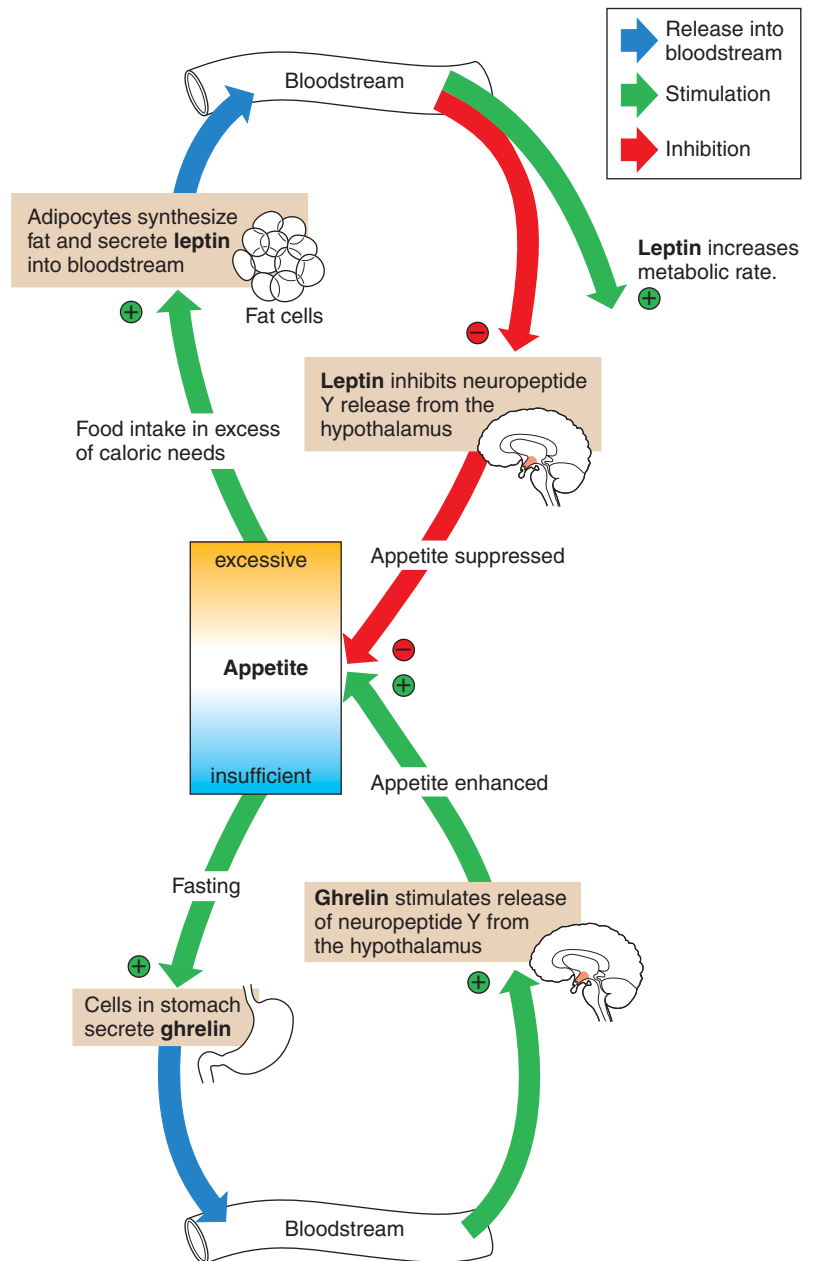 Release into
bloodstream
Stimulation
Inhibition
Bloodstream
Adipocytes synthesize
fat and secrete leptin
into bloodstream
Fat cells
+
Leptin increases
metabolic rate.
+
−
Leptin inhibits neuropeptide
Y release from the
hypothalamus
Food intake in excess
of caloric needs
excessive
Appetite
insufficient
Appetite suppressed
−
+
Appetite enhanced
Fasting
+
Cells in stomach
secrete ghrelin
Ghrelin stimulates release
of neuropeptide Y from
the hypothalamus
+
Bloodstream